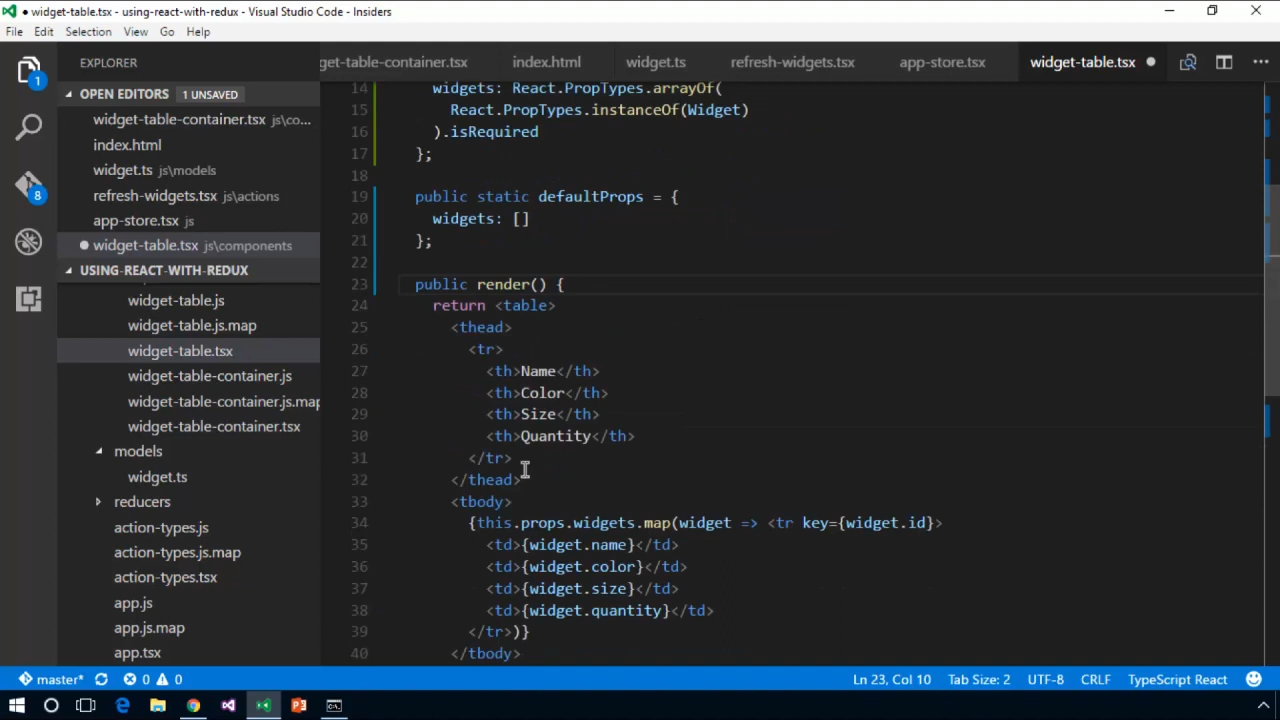 widget-table.tsx - using-react-with-redux - Visual Studio Code - Insiders
File Edit Selection View Go Help
EXPLORER
get-table-container.tsx index.html widget.ts refresh-widgets.tsx app-store.tsx widget-table.tsx
1
OPEN EDITORS 1 UNSAVED
widget-table-container.tsx js\co...
index.html
widget.ts js\models
refresh-widgets.tsx js\actions
8
app-store.tsx js
widget-table.tsx js\components
USING-REACT-WITH-REDUX
widget-table.js
widget-table.js.map
widget-table.tsx
widget-table-container.js
widget-table-container.js.map
widget-table-container.tsx
models
widget.ts
reducers
action-types.js
action-types.js.map
action-types.tsx
app.js
app.js.map
app.tsx
14 widgets: React.PropTypes.arrayOf(
15 React.PropTypes.instanceOf(Widget)
16 ).isRequired
17 };
18
19 public static defaultProps = {
20 widgets: []
21 };
22
23 public render() {
24 return <table>
25 <thead>
26 <tr>
27 <th>Name</th>
28 <th>Color</th>
29 <th>Size</th>
30 <th>Quantity</th>
31 </tr>
32 </thead>
33 <tbody>
34 {this.props.widgets.map(widget => <tr key={widget.id}>
35 <td>{widget.name}</td>
36 <td>{widget.color}</td>
37 <td>{widget.size}</td>
38 <td>{widget.quantity}</td>
39 </tr>)}
40 </tbody>
master* 0 0 Ln 23, Col 10 Tab Size: 2 UTF-8 CRLF TypeScript React